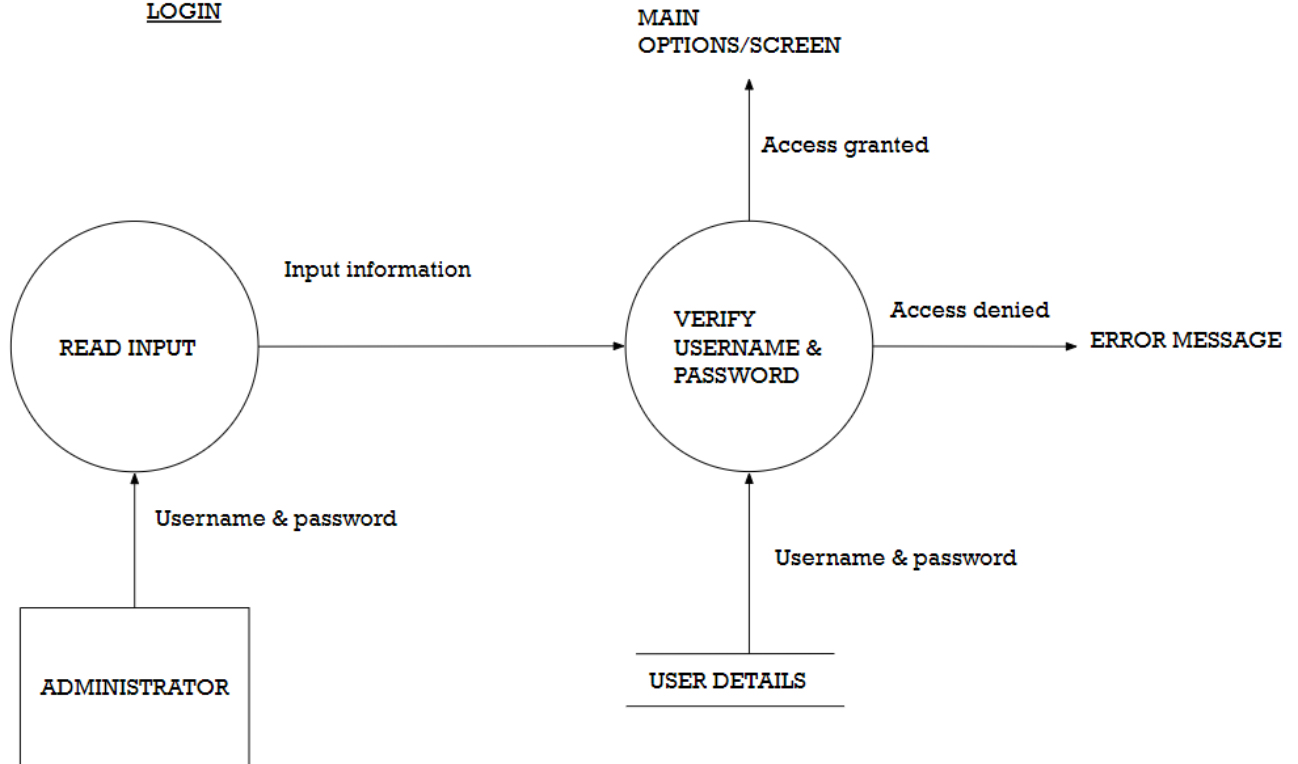 LOGIN
MAIN
OPTIONS/SCREEN
Access granted
Input information
READ INPUT
VERIFY
USERNAME &
PASSWORD
Access denied
ERROR MESSAGE
Username & password
Username & password
ADMINISTRATOR
USER DETAILS